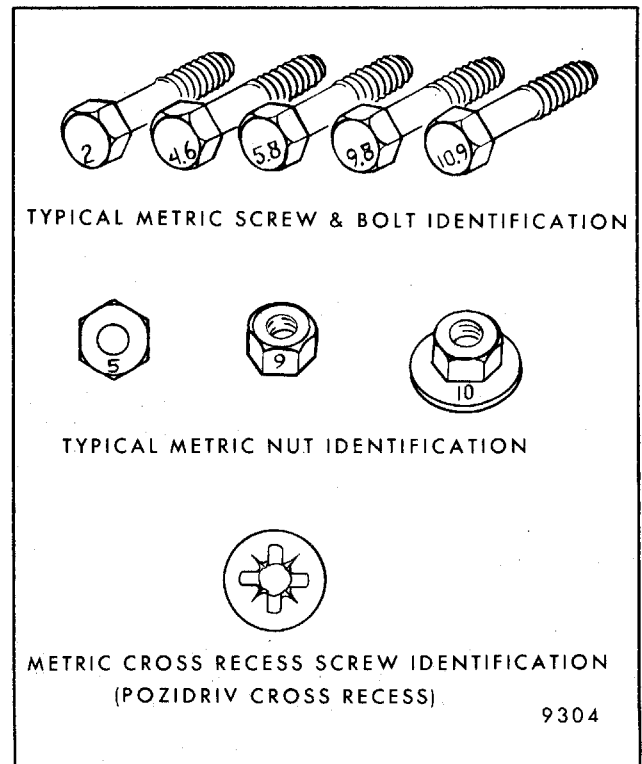 2 4.6 5.8 9.8 10.9
TYPICAL METRIC SCREW & BOLT IDENTIFICATION
5 9 10
TYPICAL METRIC NUT IDENTIFICATION
METRIC CROSS RECESS SCREW IDENTIFICATION
(POZIDRIV CROSS RECESS)
9304